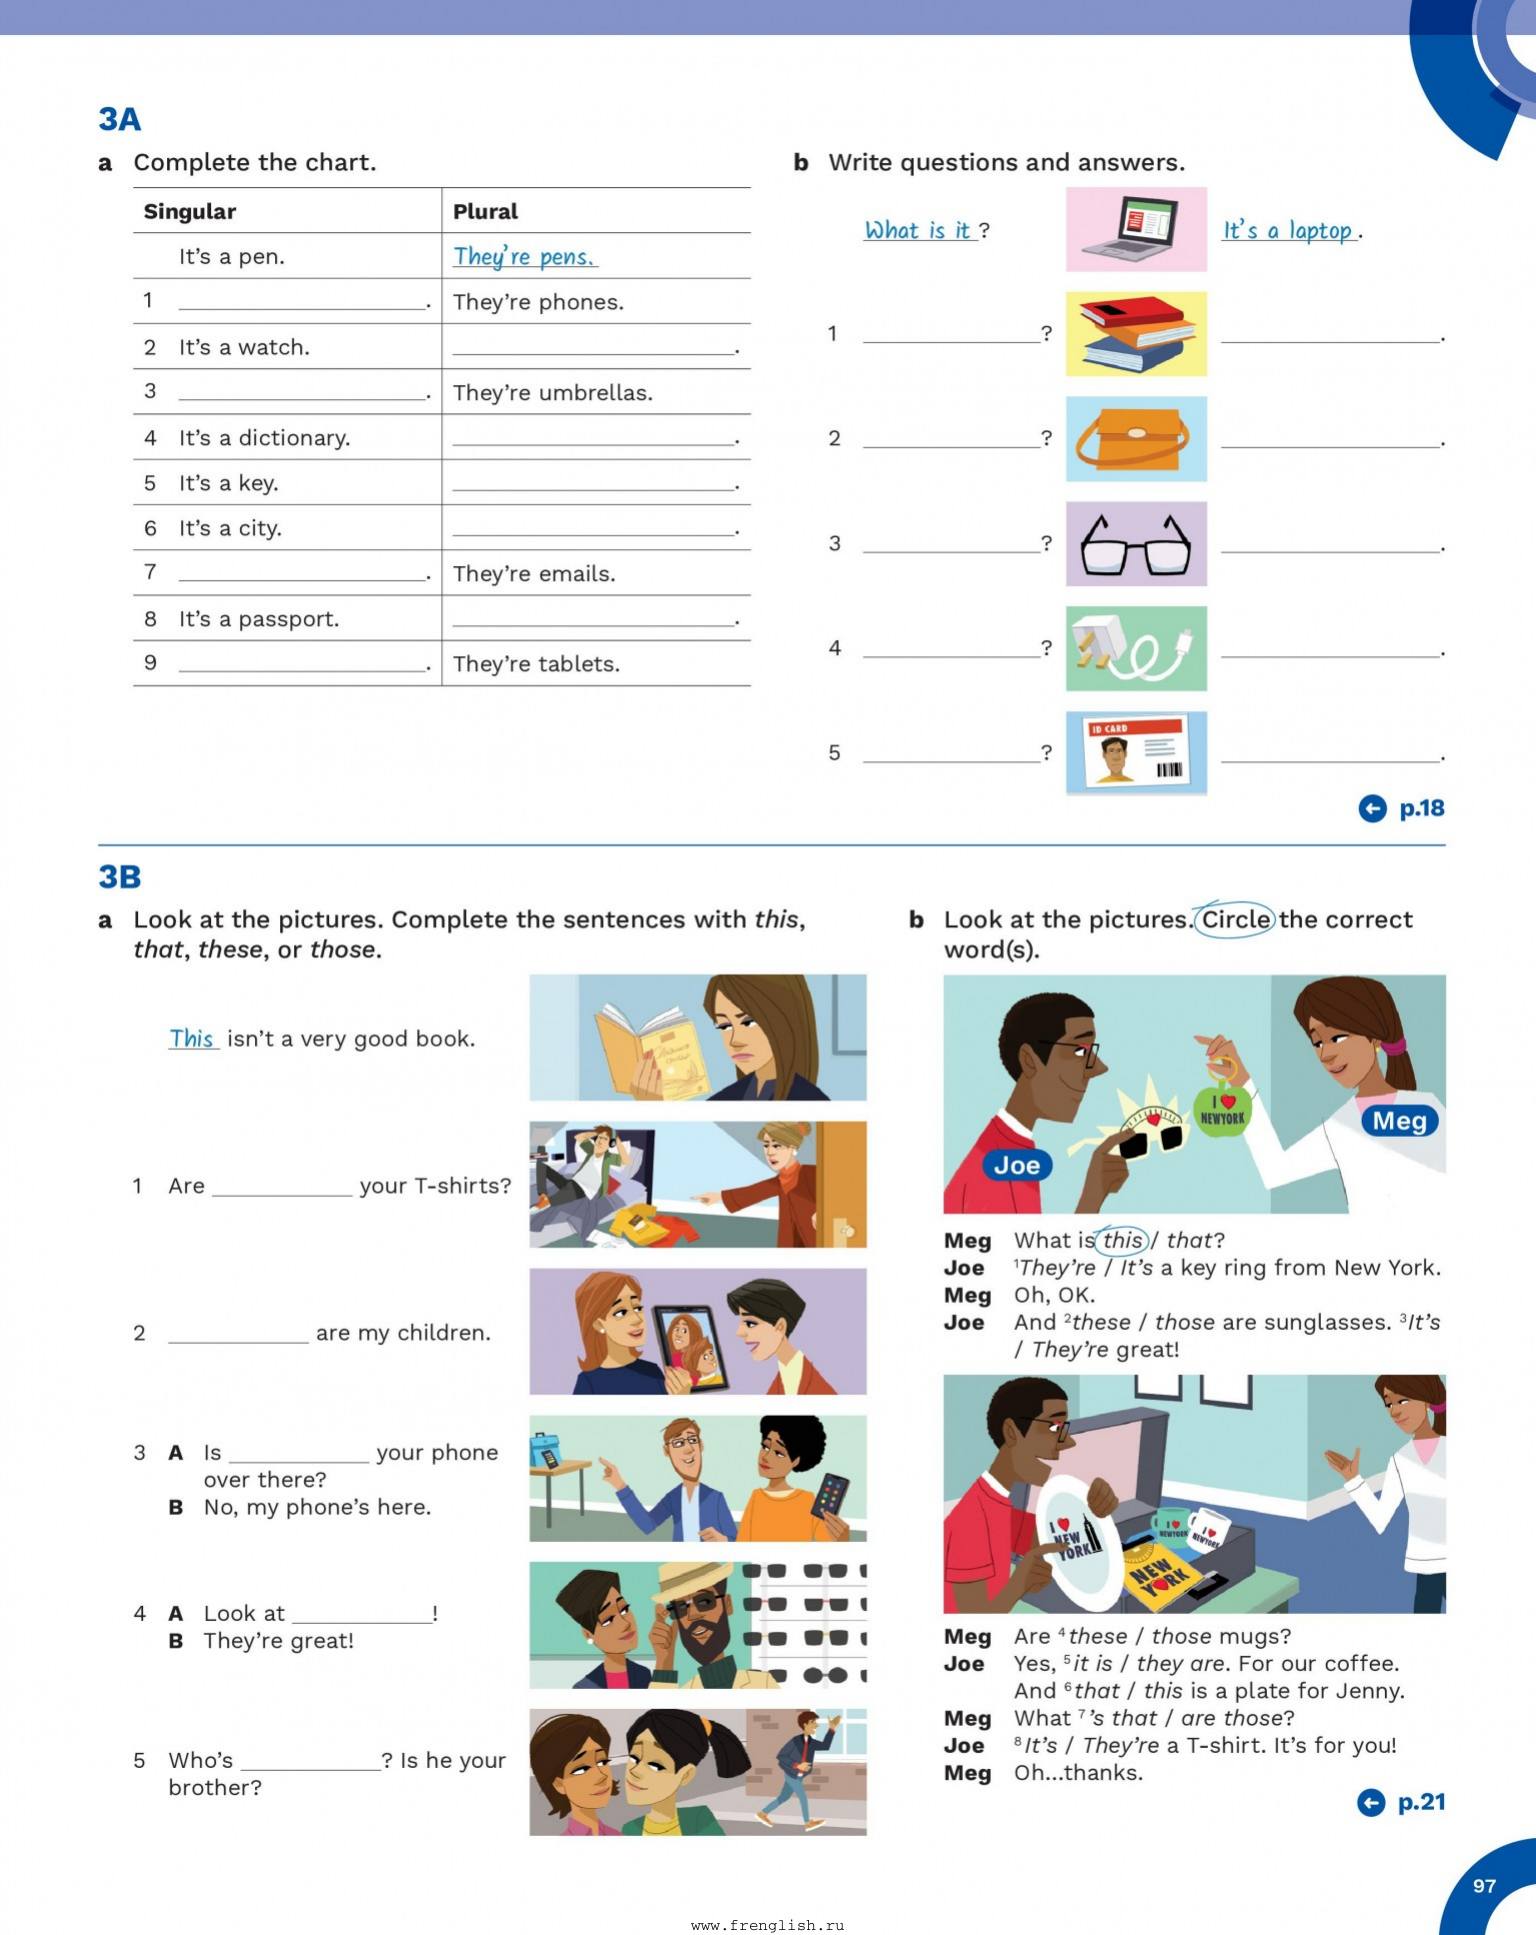 3A
a Complete the chart.
Singular Plural
It's a pen. They're pens.
1 ____________. They're phones.
2 It's a watch. ____________.
3 ____________. They're umbrellas.
4 It's a dictionary. ____________.
5 It's a key. ____________.
6 It's a city. ____________.
7 ____________. They're emails.
8 It's a passport. ____________.
9 ____________. They're tablets.
b Write questions and answers.
What is it? It's a laptop.
1 ____________? ____________.
2 ____________? ____________.
3 ____________? ____________.
4 ____________? ____________.
ID CARD
5 ____________? ____________.
p.18
3B
a Look at the pictures. Complete the sentences with this,
that, these, or those.
This isn't a very good book.
1 Are ____________ your T-shirts?
2 ____________ are my children.
3 A Is ____________ your phone
over there?
B No, my phone's here.
4 A Look at ____________!
B They're great!
5 Who's ____________? Is he your
brother?
b Look at the pictures. Circle the correct
word(s).
I
NEWYORK
Meg
Joe
Meg What is this / that?
Joe ¹They're / It's a key ring from New York.
Meg Oh, OK.
Joe And ²these / those are sunglasses. ³It's
/ They're great!
I
NEW
YORK
I
NEWYORK
I
NEWYORK
NEW
YORK
Meg Are ⁴these / those mugs?
Joe Yes, ⁵it is / they are. For our coffee.
And ⁶that / this is a plate for Jenny.
Meg What ⁷'s that / are those?
Joe ⁸It's / They're a T-shirt. It's for you!
Meg Oh...thanks.
p.21
97
www.frenglish.ru